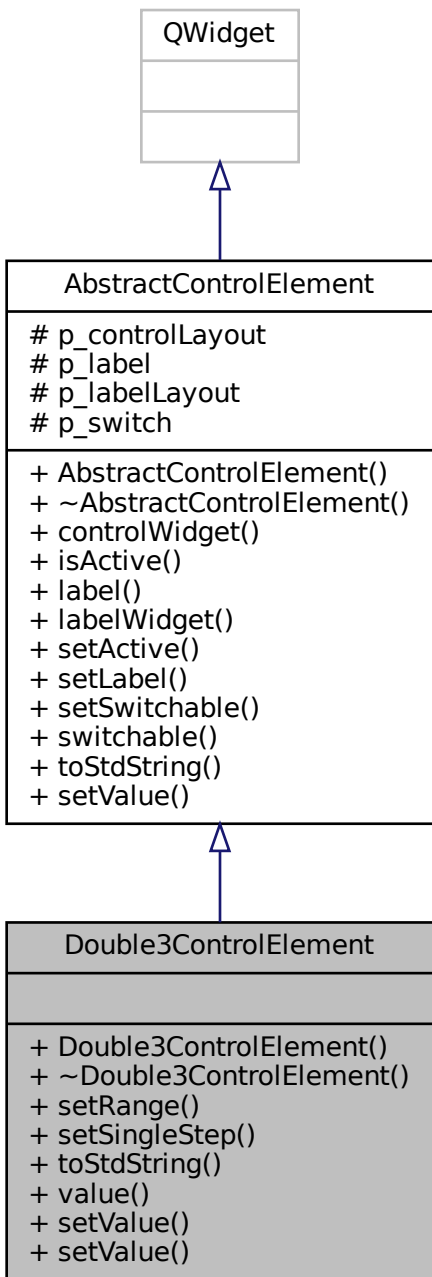 QWidget
AbstractControlElement
# p_controlLayout
# p_label
# p_labelLayout
# p_switch
+ AbstractControlElement()
+ ~AbstractControlElement()
+ controlWidget()
+ isActive()
+ label()
+ labelWidget()
+ setActive()
+ setLabel()
+ setSwitchable()
+ switchable()
+ toStdString()
+ setValue()
Double3ControlElement
+ Double3ControlElement()
+ ~Double3ControlElement()
+ setRange()
+ setSingleStep()
+ toStdString()
+ value()
+ setValue()
+ setValue()